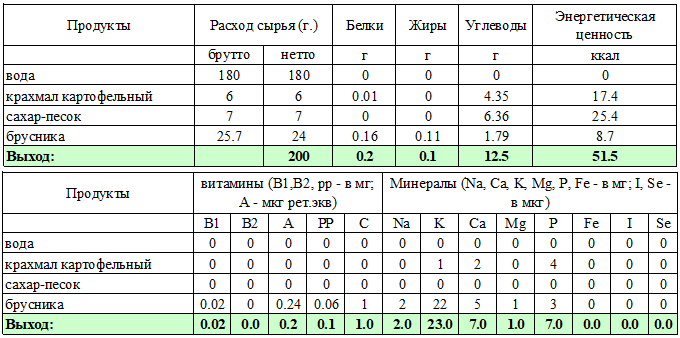 Продукты Расход сырья (г.) Белки Жиры Углеводы Энергетическая ценность
брутто нетто г г г ккал
вода 180 180 0 0 0 0
крахмал картофельный 6 6 0.01 0 4.35 17.4
сахар-песок 7 7 0 0 6.36 25.4
брусника 25.7 24 0.16 0.11 1.79 8.7
Выход: 200 0.2 0.1 12.5 51.5
Продукты витамины (B1,B2, рр - в мг; А - мкг рет.экв) Минералы (Na, Ca, K, Mg, P, Fe - в мг; I, Se - в мкг)
B1 B2 A PP C Na K Ca Mg P Fe I Se
вода 0 0 0 0 0 0 0 0 0 0 0 0 0
крахмал картофельный 0 0 0 0 0 0 1 2 0 4 0 0 0
сахар-песок 0 0 0 0 0 0 0 0 0 0 0 0 0
брусника 0.02 0 0.24 0.06 1 2 22 5 1 3 0 0 0
Выход: 0.02 0.0 0.2 0.1 1.0 2.0 23.0 7.0 1.0 7.0 0.0 0.0 0.0